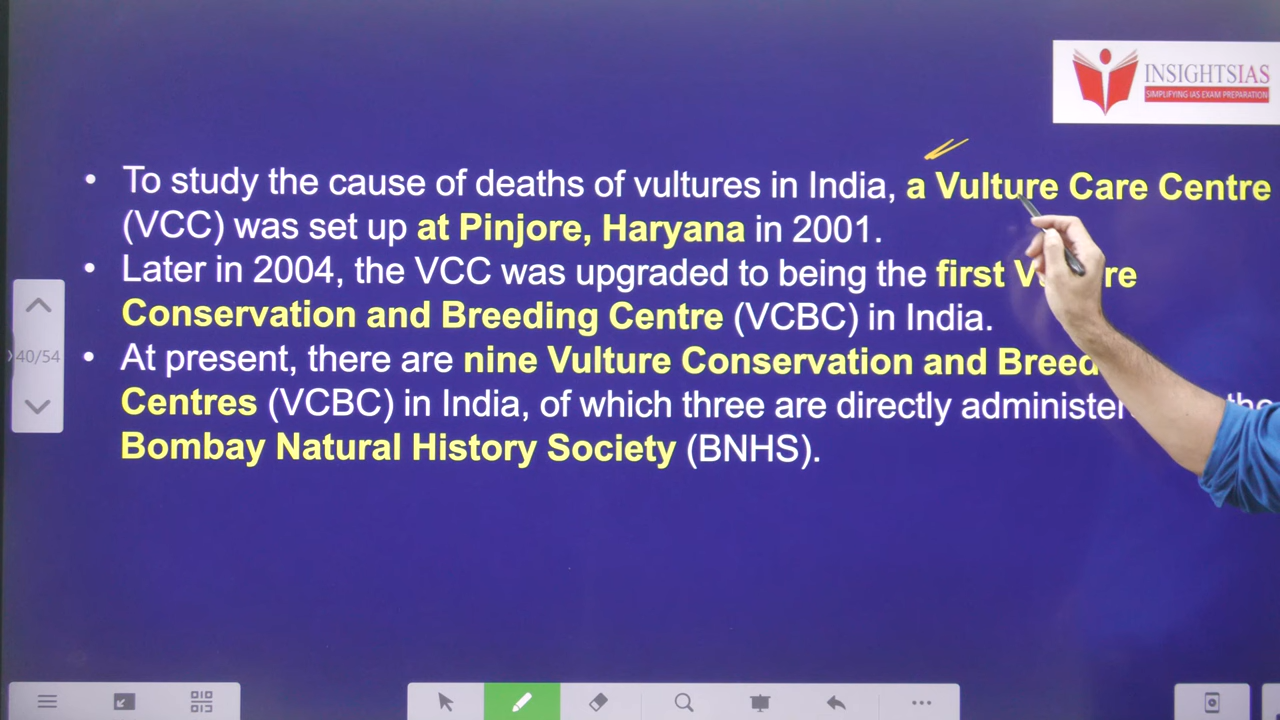 INSIGHTSIAS
SIMPLIFYING IAS EXAM PREPARATION
• To study the cause of deaths of vultures in India, a Vulture Care Centre
(VCC) was set up at Pinjore, Haryana in 2001.
• Later in 2004, the VCC was upgraded to being the first
Conservation and Breeding Centre (VCBC) in India.
40/54
• At present, there are nine Vulture Conservation and
Centres (VCBC) in India, of which three are directly the
Bombay Natural History Society (BNHS).